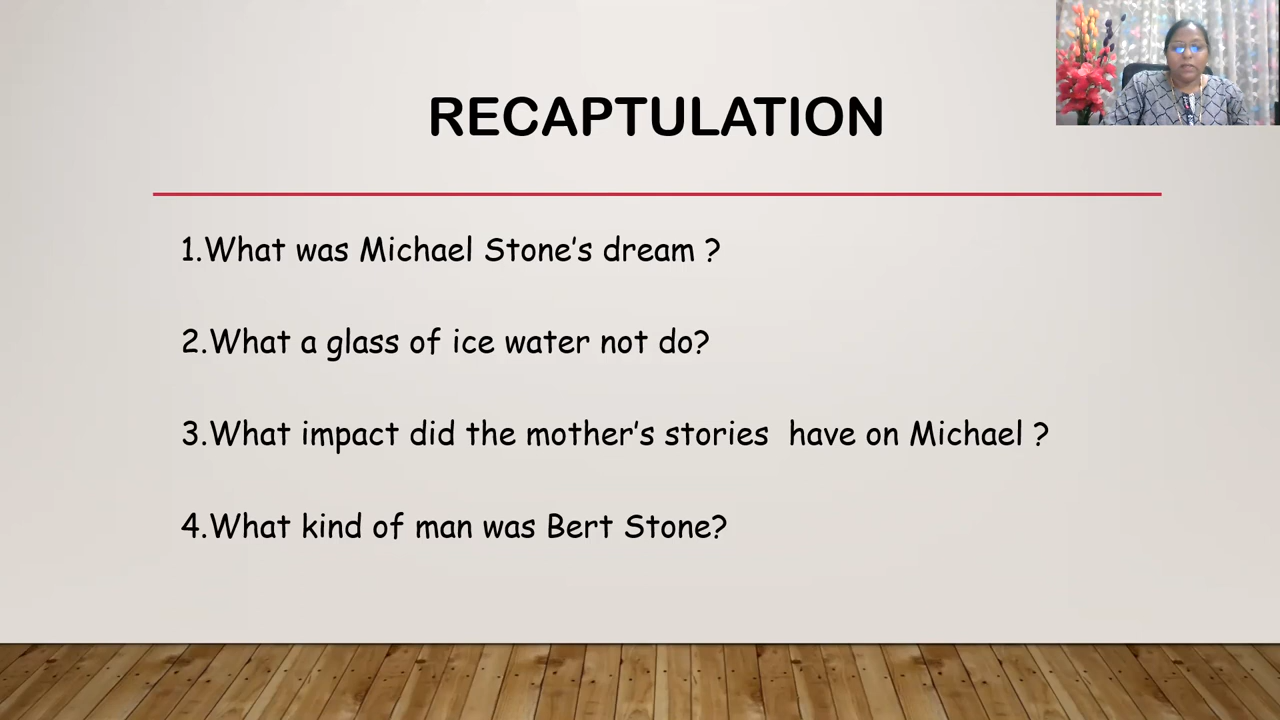 RECAPTULATION
1.What was Michael Stone's dream ?
2.What a glass of ice water not do?
3.What impact did the mother's stories  have on Michael ?
4.What kind of man was Bert Stone?